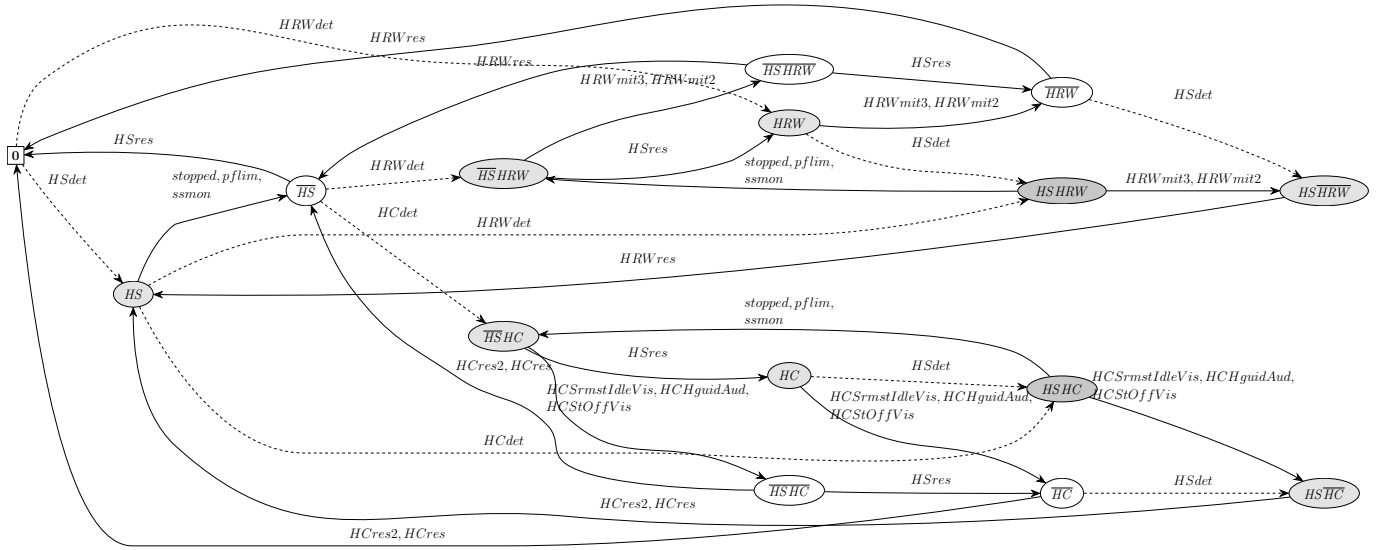 HRWdet
HRWres
HRWres
HRWmit3, HRWmit2
HSHRW
HSres
HRW
HSdet
HRWmit3, HRWmit2
HRW
HSdet
0
HSres
HSdet
stopped, pflim,
ssmon
HS
HRWdet
HSHRW
HSres
stopped, pflim,
ssmon
HSHRW
HRWmit3, HRWmit2
HSHRW
HCdet
HRWdet
HRWres
HS
stopped, pflim,
ssmon
HSHC
HSres
HCres2, HCres
HC
HSdet
HSHC
HCSrmstIdleVis, HCHguidAud,
HCStOffVis
HCSrmstIdleVis, HCHguidAud,
HCStOffVis
HCSrmstIdleVis, HCHguidAud,
HCStOffVis
HCdet
HSHC
HSres
HC
HSdet
HSHC
HCres2, HCres
HCres2, HCres